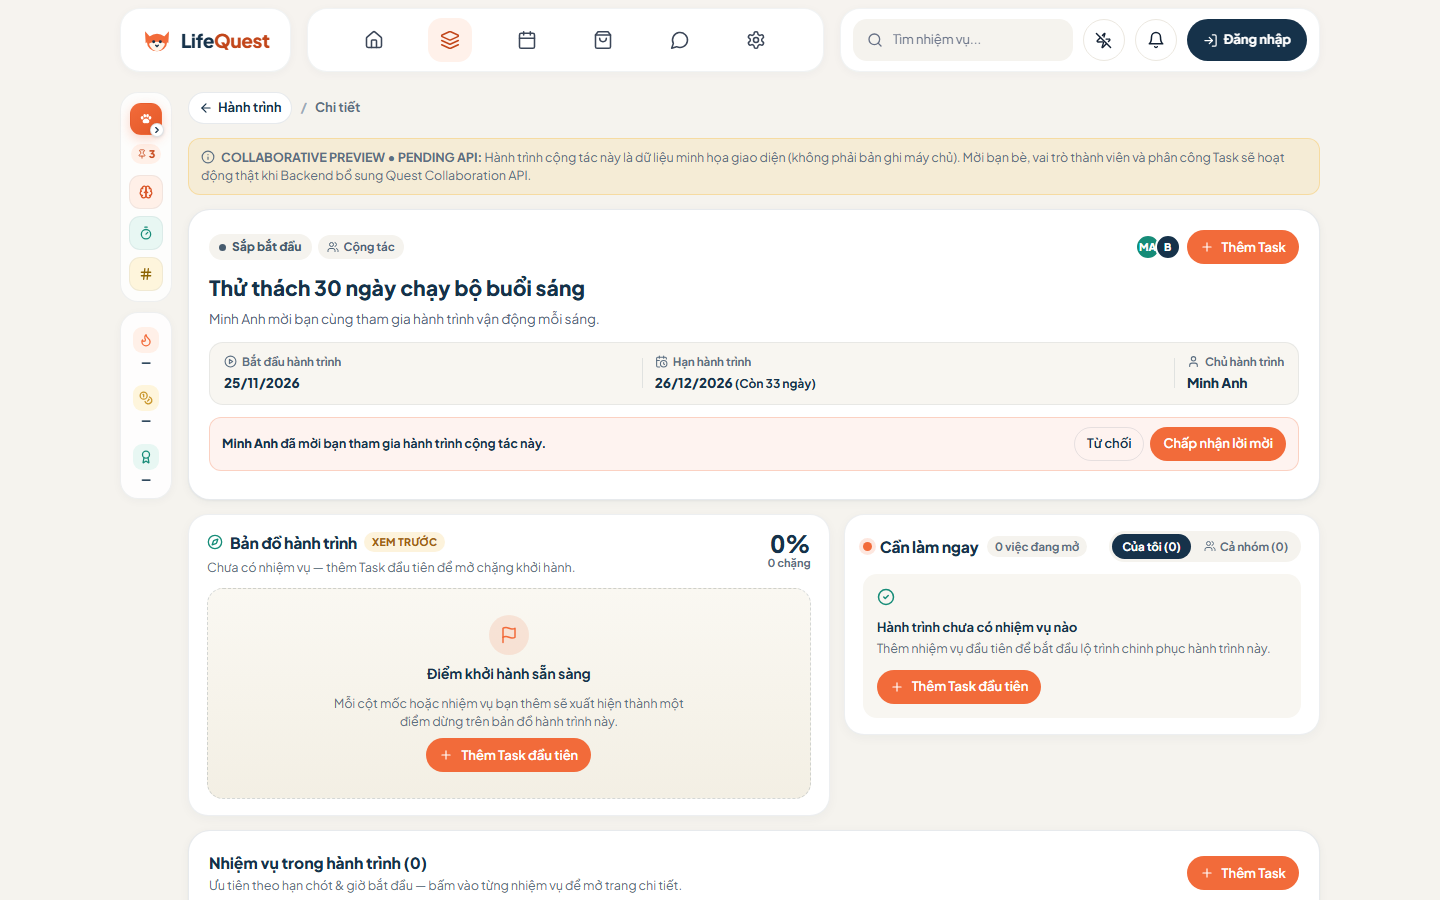 LifeQuest
Tìm nhiệm vụ...
Đăng nhập
Hành trình / Chi tiết
3
COLLABORATIVE PREVIEW • PENDING API: Hành trình cộng tác này là dữ liệu minh họa giao diện (không phải bản ghi máy chủ). Mời bạn bè, vai trò thành viên và phân công Task sẽ hoạt
động thật khi Backend bổ sung Quest Collaboration API.
Sắp bắt đầu
Cộng tác
MA
B
Thêm Task
Thử thách 30 ngày chạy bộ buổi sáng
Minh Anh mời bạn cùng tham gia hành trình vận động mỗi sáng.
Bắt đầu hành trình
25/11/2026
Hạn hành trình
26/12/2026 (Còn 33 ngày)
Chủ hành trình
Minh Anh
Minh Anh đã mời bạn tham gia hành trình cộng tác này.
Từ chối
Chấp nhận lời mời
Bản đồ hành trình
XEM TRƯỚC
0%
0 chặng
Chưa có nhiệm vụ — thêm Task đầu tiên để mở chặng khởi hành.
Điểm khởi hành sẵn sàng
Mỗi cột mốc hoặc nhiệm vụ bạn thêm sẽ xuất hiện thành một
điểm dừng trên bản đồ hành trình này.
Thêm Task đầu tiên
Cần làm ngay
0 việc đang mở
Của tôi (0)
Cả nhóm (0)
Hành trình chưa có nhiệm vụ nào
Thêm nhiệm vụ đầu tiên để bắt đầu lộ trình chinh phục hành trình này.
Thêm Task đầu tiên
Nhiệm vụ trong hành trình (0)
Ưu tiên theo hạn chót & giờ bắt đầu — bấm vào từng nhiệm vụ để mở trang chi tiết.
Thêm Task